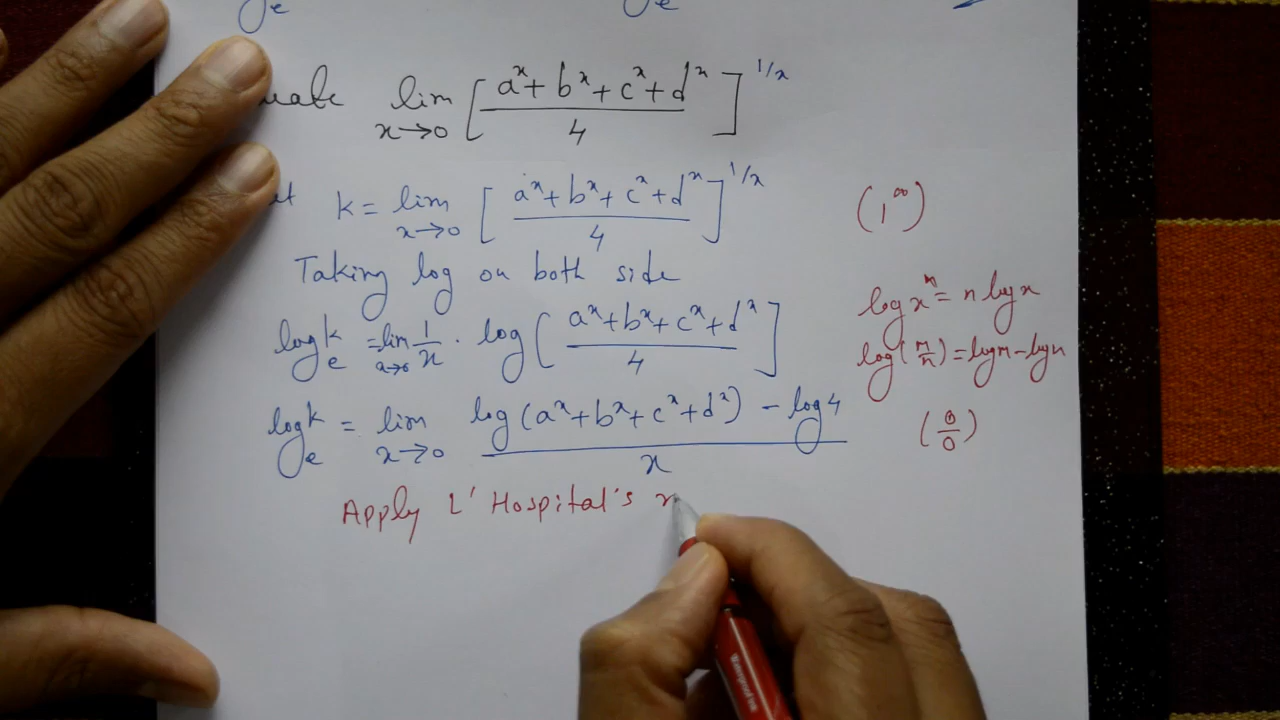 lim x→0 [ (a^x + b^x + c^x + d^x) / 4 ]^1/x
K = lim x→0 [ (a^x + b^x + c^x + d^x) / 4 ]^1/x (1^∞)
Taking log on both side
log x^n = n log x
log_e K = lim x→0 1/x · log [ (a^x + b^x + c^x + d^x) / 4 ]
log(m/n) = log m - log n
log_e K = lim x→0 (log (a^x + b^x + c^x + d^x) - log 4) / x (0/0)
Apply L' Hospital's